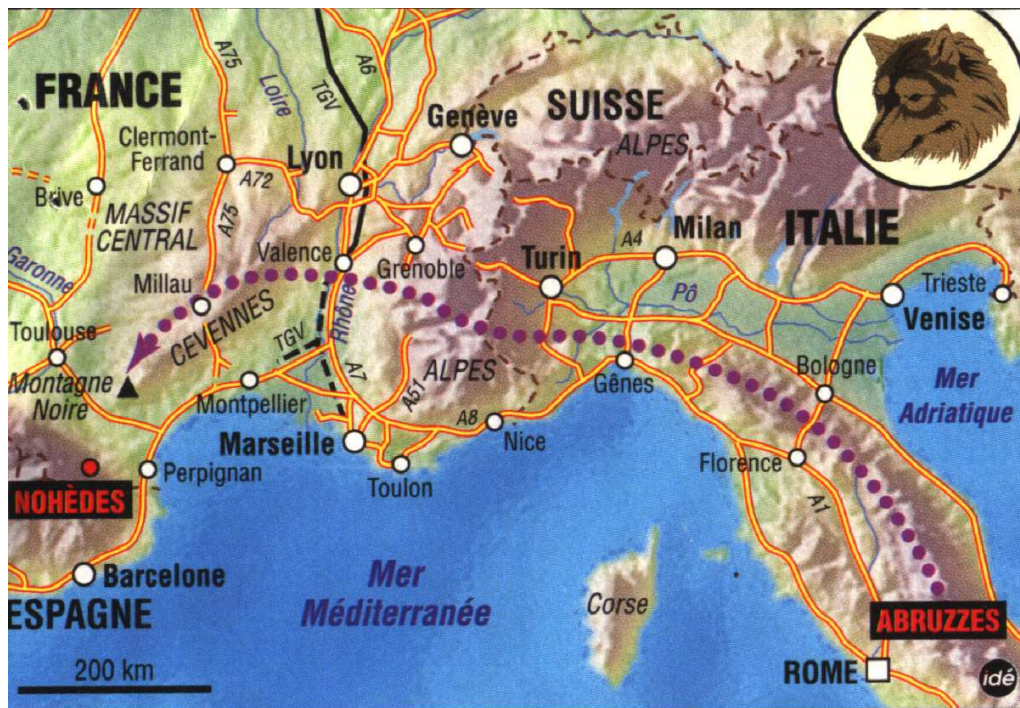 FRANCE
A75
Loire
TGV
A6
Genève
SUISSE
ALPES
Clermont-
Ferrand
Lyon
A72
Brive
MASSIF
CENTRAL
A75
Valence
Grenoble
Turin
A4
Milan
ITALIE
Garonne
Millau
Rhône
Pô
Trieste
Venise
Toulouse
CEVENNES
TGV
A7
A51
ALPES
Gênes
Bologne
Mer
Adriatique
Montagne
Noire
Montpellier
A8
Nice
Marseille
Toulon
Florence
A1
NOHÈDES
Perpignan
Barcelone
ESPAGNE
Mer
Méditerranée
Corse
ABRUZZES
ROME
200 km
idé